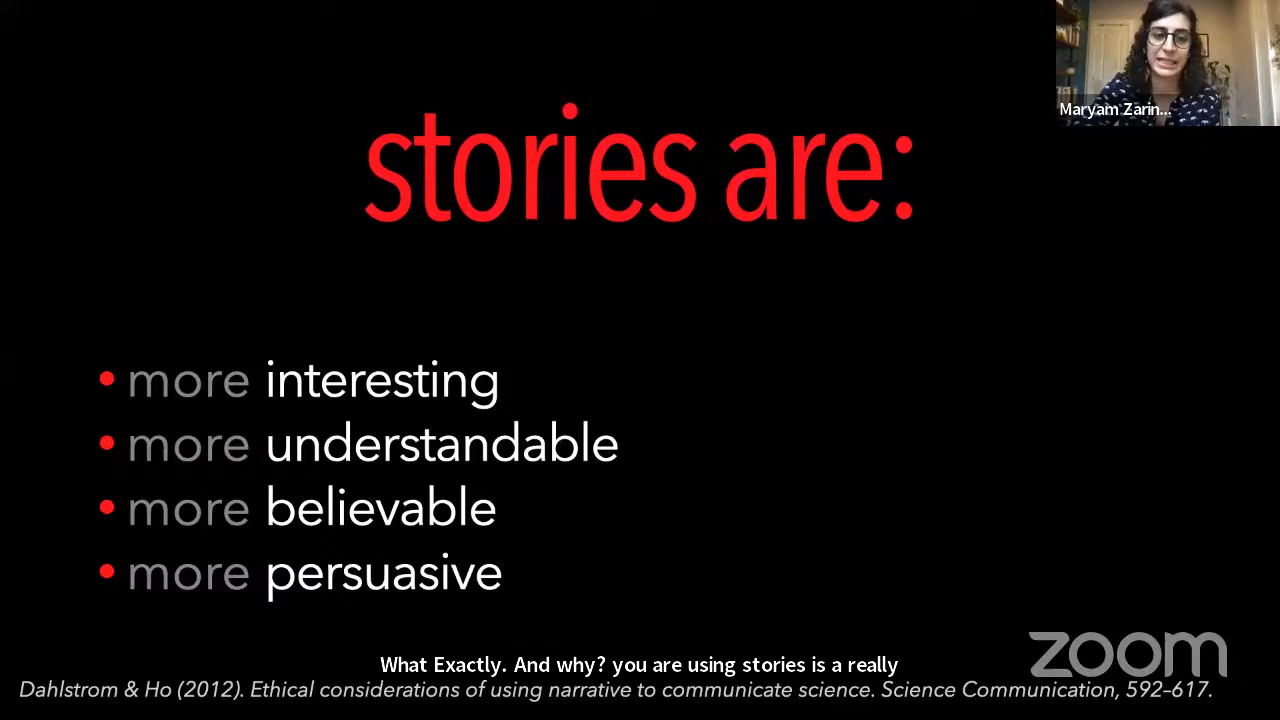 Maryam Zarin...
stories are:
• more interesting
• more understandable
• more believable
• more persuasive
zoom
What Exactly. And why? you are using stories is a really
Dahlstrom & Ho (2012). Ethical considerations of using narrative to communicate science. Science Communication, 592–617.